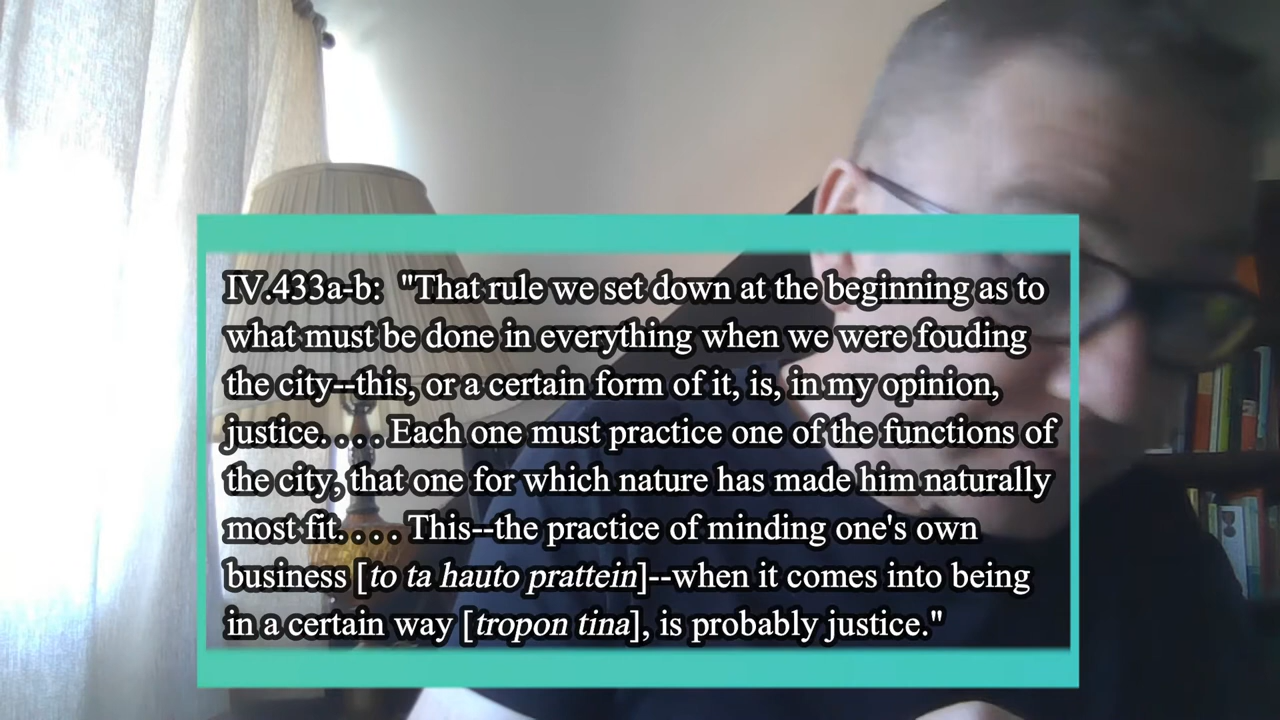 IV.433a-b:  "That rule we set down at the beginning as to
what must be done in everything when we were fouding
the city--this, or a certain form of it, is, in my opinion,
justice. . . . Each one must practice one of the functions of
the city, that one for which nature has made him naturally
most fit. . . . This--the practice of minding one's own
business [to ta hauto prattein]--when it comes into being
in a certain way [tropon tina], is probably justice."